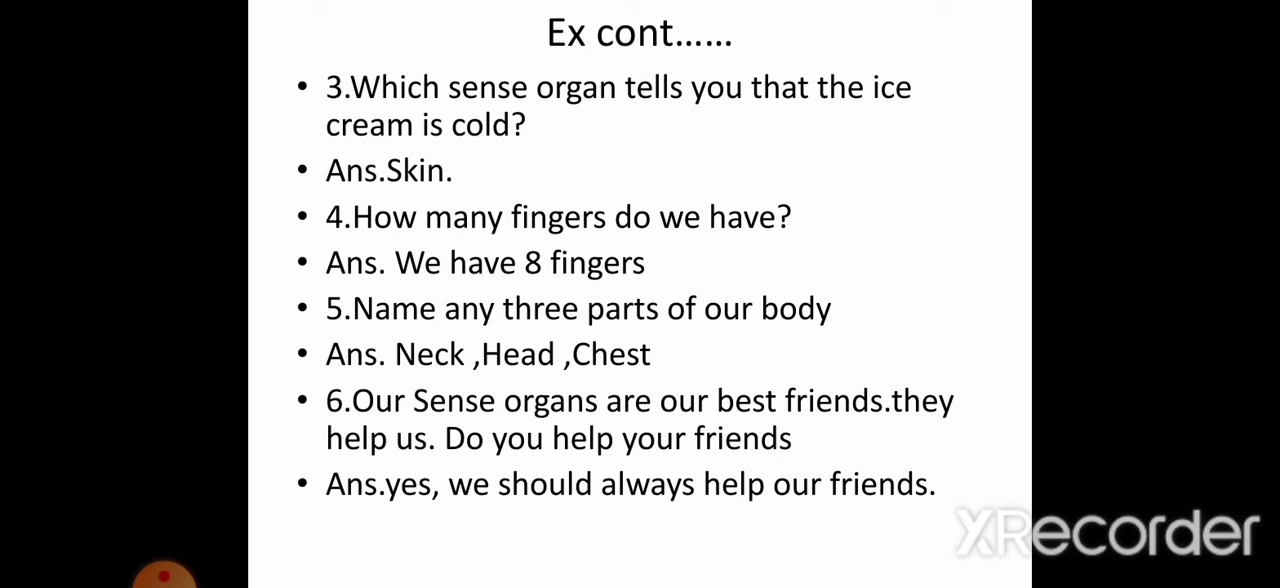 Ex cont......
• 3.Which sense organ tells you that the ice
cream is cold?
• Ans.Skin.
• 4.How many fingers do we have?
• Ans. We have 8 fingers
• 5.Name any three parts of our body
• Ans. Neck ,Head ,Chest
• 6.Our Sense organs are our best friends.they
help us. Do you help your friends
• Ans.yes, we should always help our friends.
XRecorder